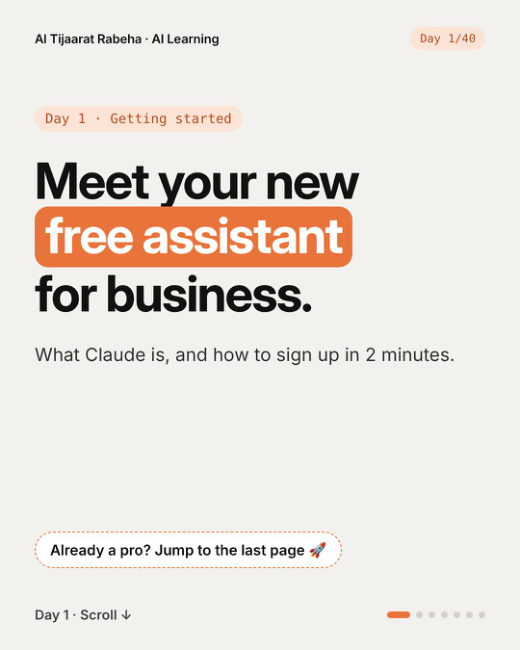 Al Tijaarat Rabeha · AI Learning
Day 1/40
Day 1 · Getting started
Meet your new
free assistant
for business.
What Claude is, and how to sign up in 2 minutes.
Already a pro? Jump to the last page 🚀
Day 1 · Scroll ↓